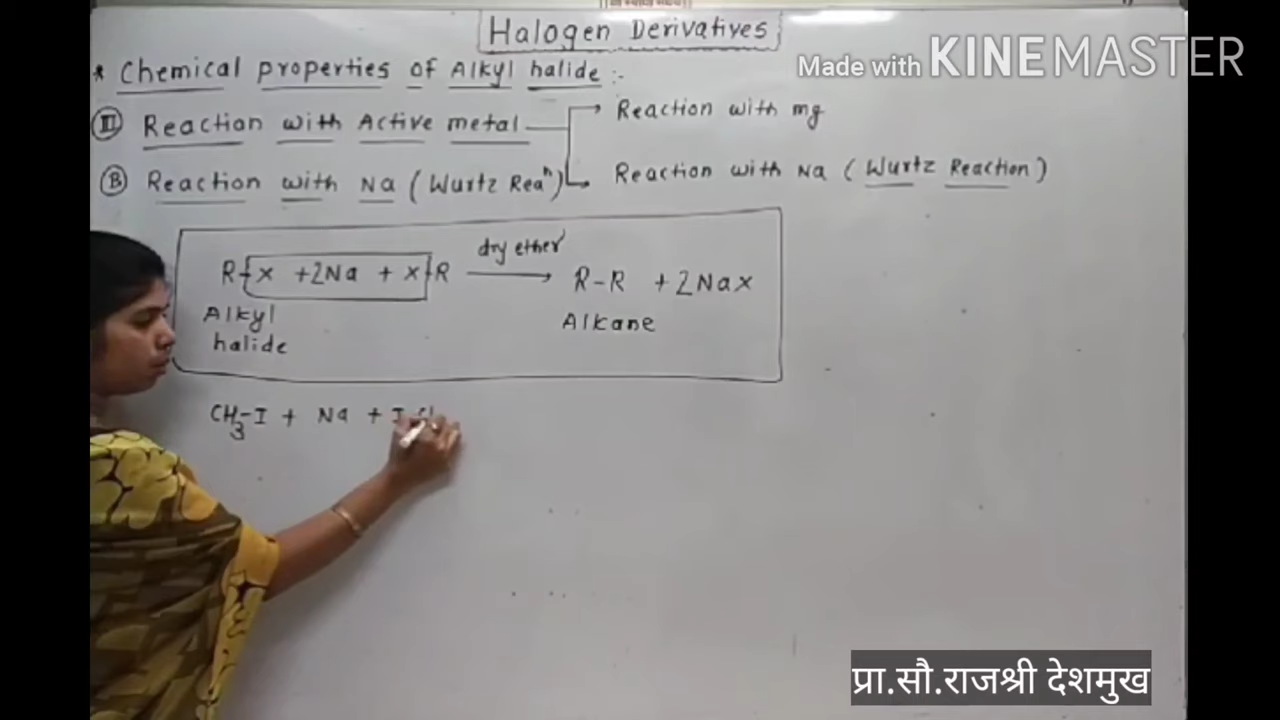 Halogen Derivatives
Made with KINEMASTER
* Chemical properties of Alkyl halide :-
III Reaction with Active metal
Reaction with mg
B Reaction with Na (Wurtz Reaⁿ)
Reaction with Na (Wurtz Reaction)
R-x +2Na + x-R dry ether R-R + 2Nax
Alkyl halide
Alkane
CH₃-I + Na + I
प्रा.सौ.राजश्री देशमुख